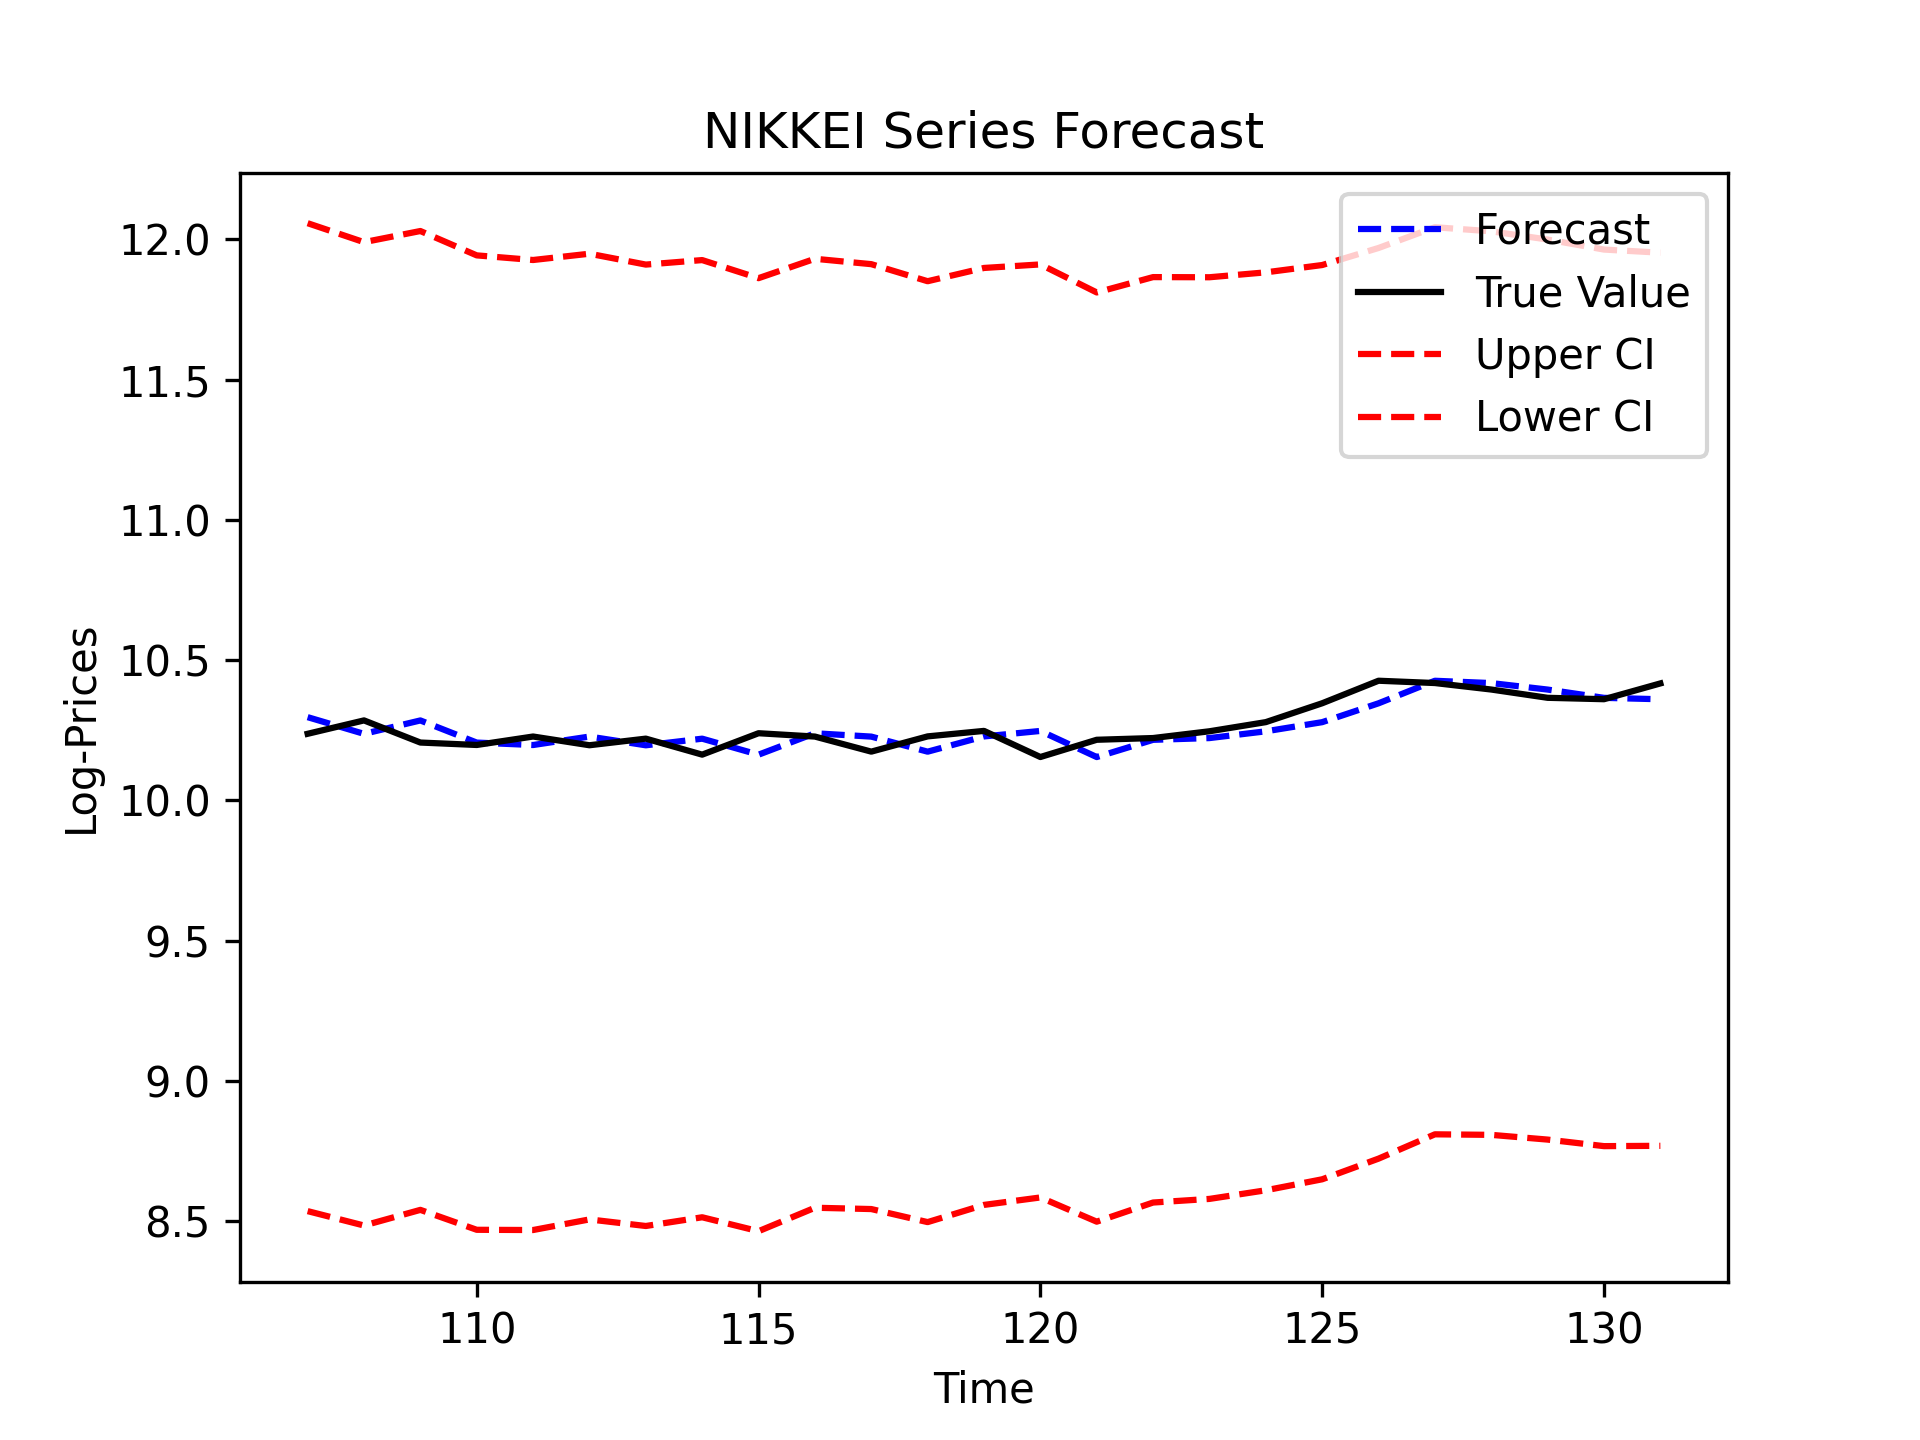 NIKKEI Series Forecast
Forecast
True Value
Upper CI
Lower CI
12.0
11.5
11.0
10.5
10.0
9.5
9.0
8.5
Log-Prices
110 115 120 125 130
Time